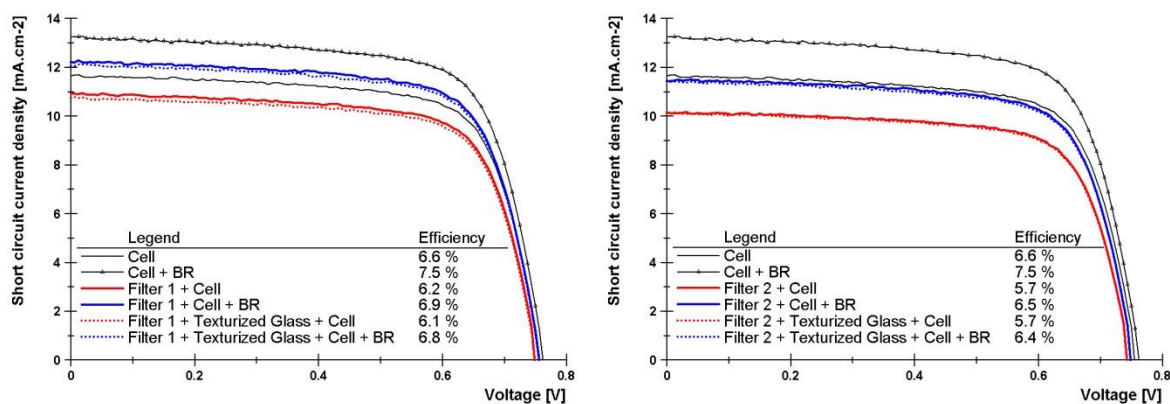 Short circuit current density [mA.cm-2]
14
12
10
8
6
4
2
0
Legend Efficiency
Cell 6.6 %
Cell + BR 7.5 %
Filter 1 + Cell 6.2 %
Filter 1 + Cell + BR 6.9 %
Filter 1 + Texturized Glass + Cell 6.1 %
Filter 1 + Texturized Glass + Cell + BR 6.8 %
0 0.2 0.4 0.6 0.8
Voltage [V]
Short circuit current density [mA.cm-2]
14
12
10
8
6
4
2
0
Legend Efficiency
Cell 6.6 %
Cell + BR 7.5 %
Filter 2 + Cell 5.7 %
Filter 2 + Cell + BR 6.5 %
Filter 2 + Texturized Glass + Cell 5.7 %
Filter 2 + Texturized Glass + Cell + BR 6.4 %
0 0.2 0.4 0.6 0.8
Voltage [V]